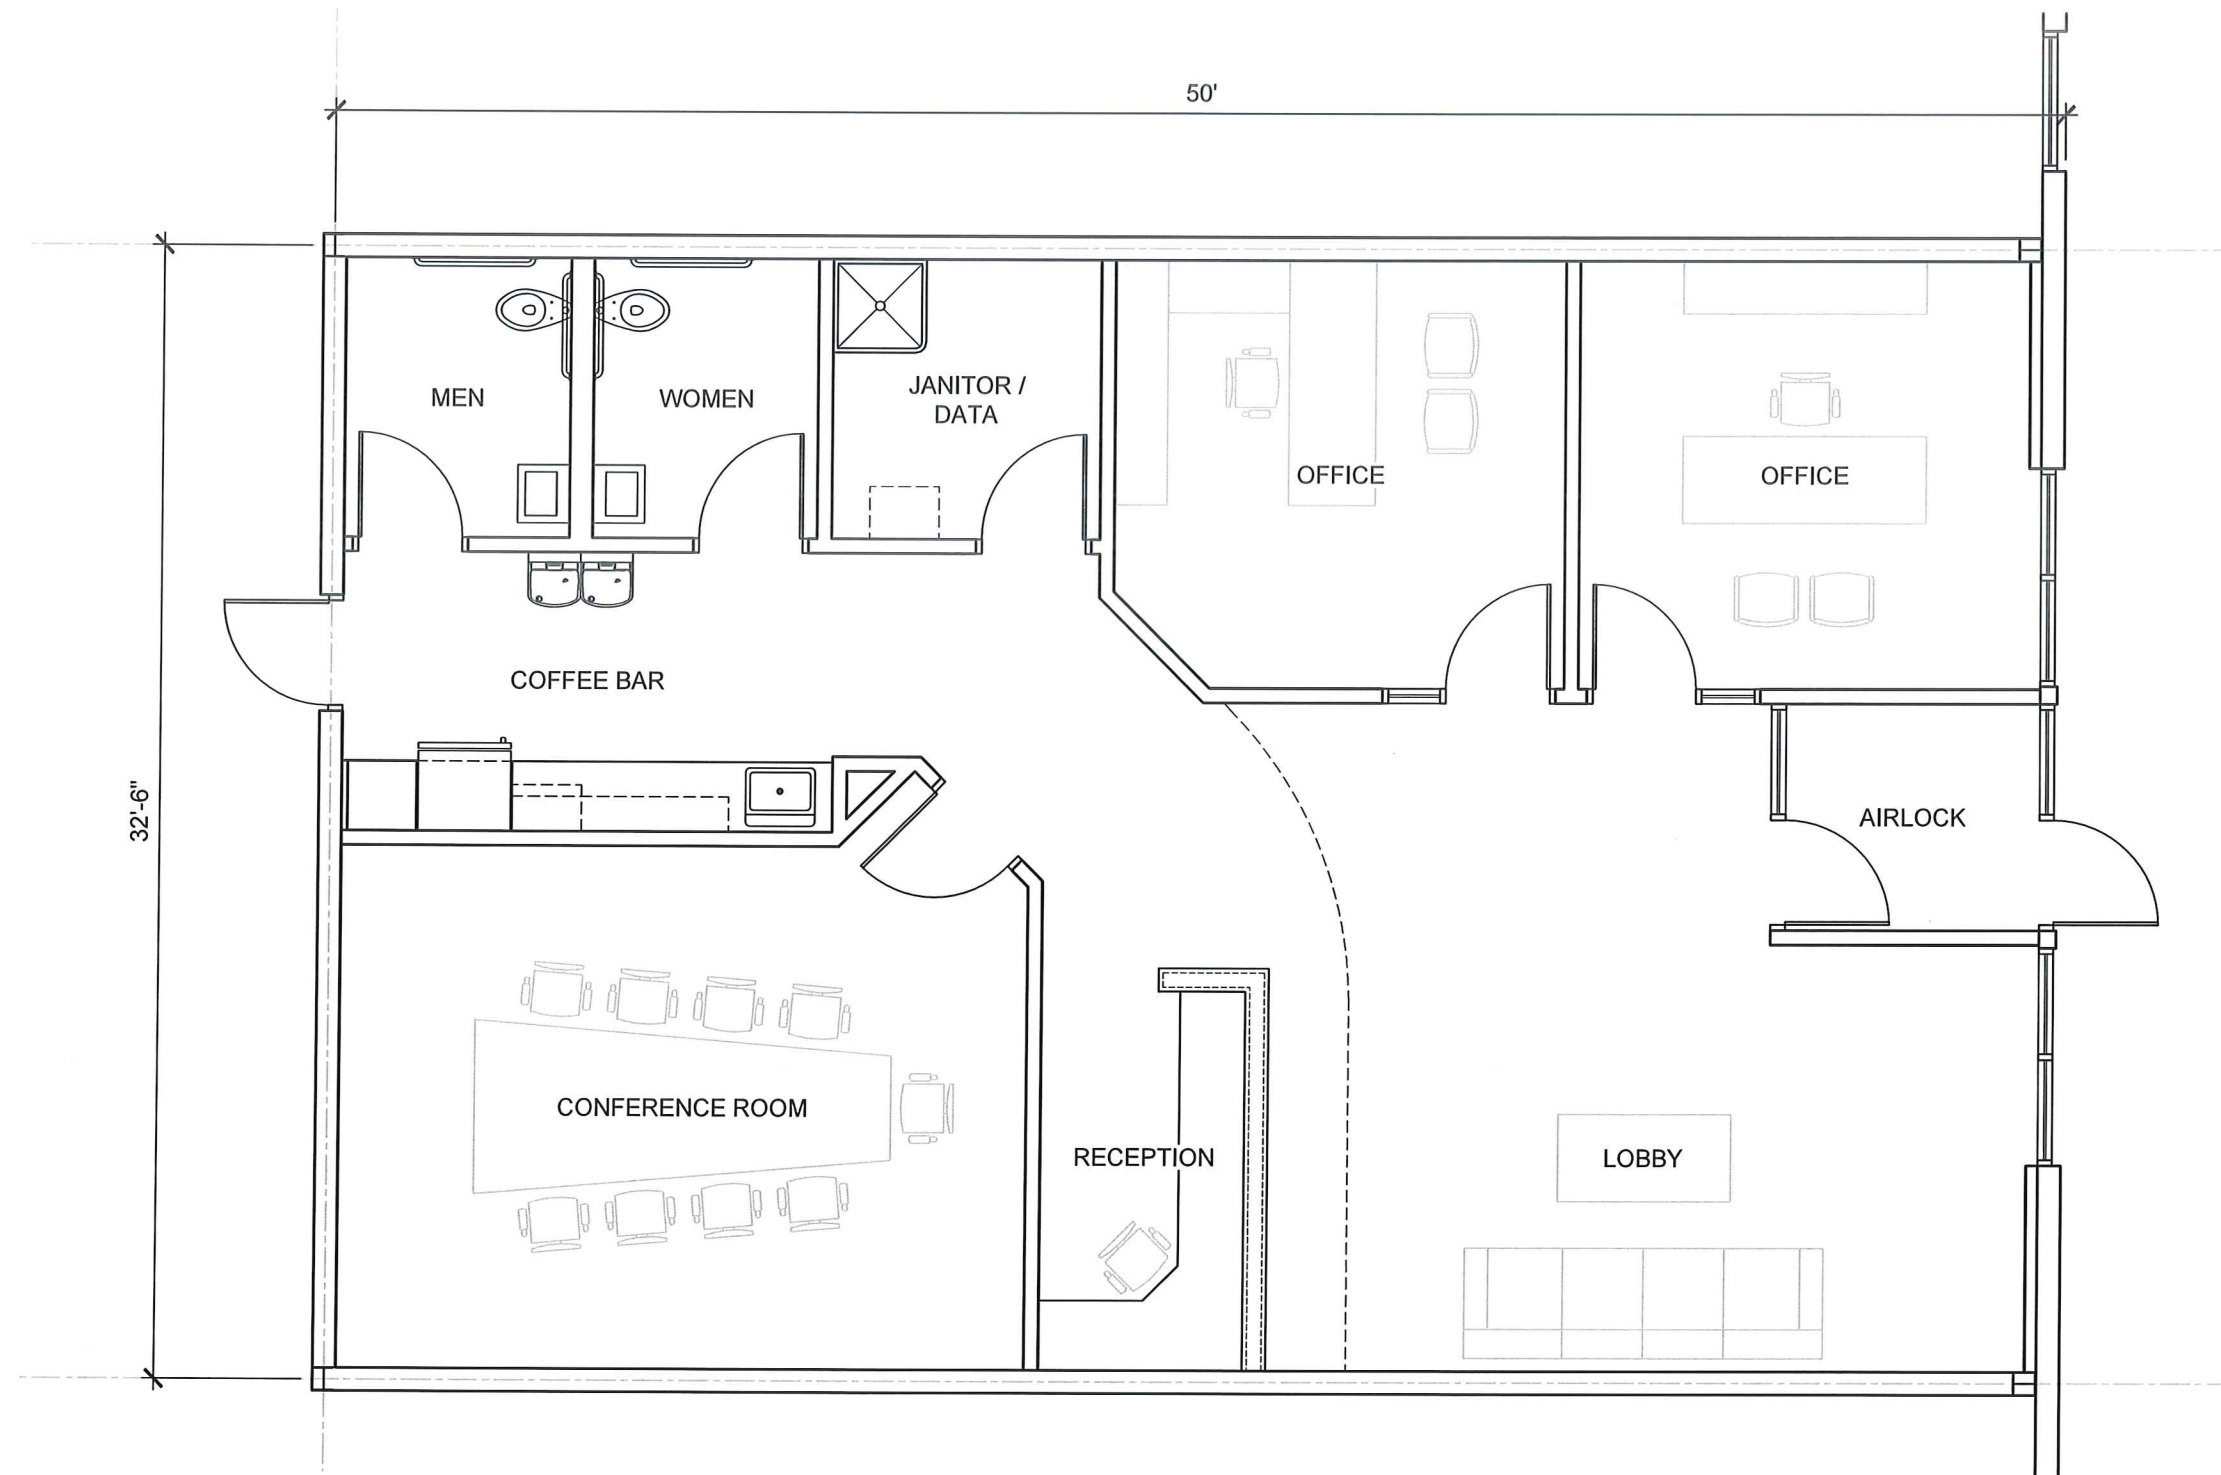 50'
MEN
WOMEN
JANITOR /
DATA
OFFICE
OFFICE
COFFEE BAR
32'-6"
AIRLOCK
CONFERENCE ROOM
RECEPTION
LOBBY